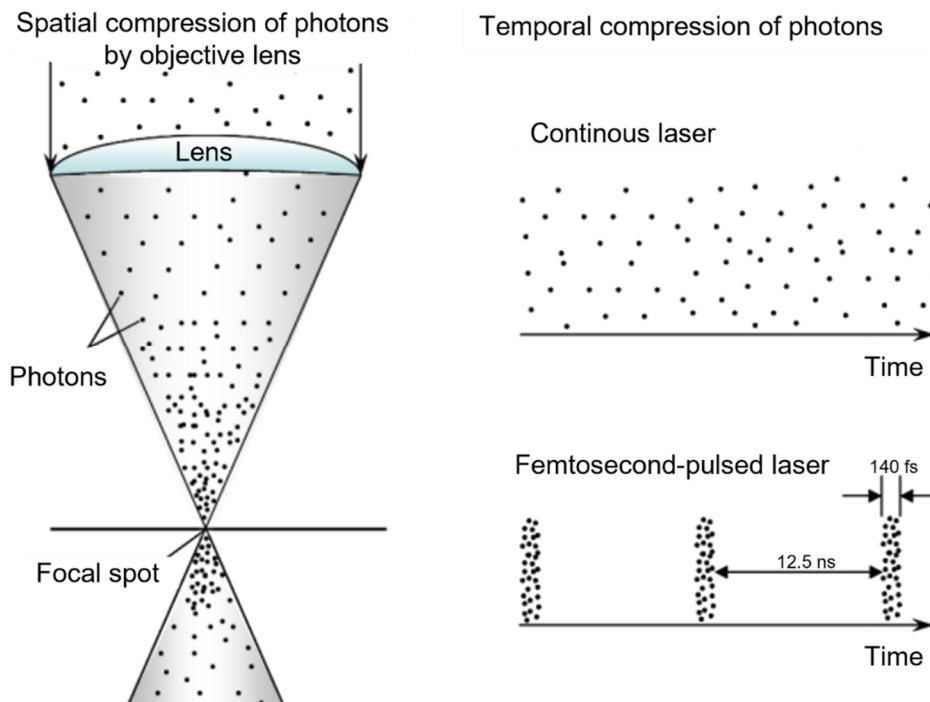 Spatial compression of photons
by objective lens
Lens
Photons
Focal spot
Temporal compression of photons
Continous laser
Time
Femtosecond-pulsed laser
140 fs
12.5 ns
Time